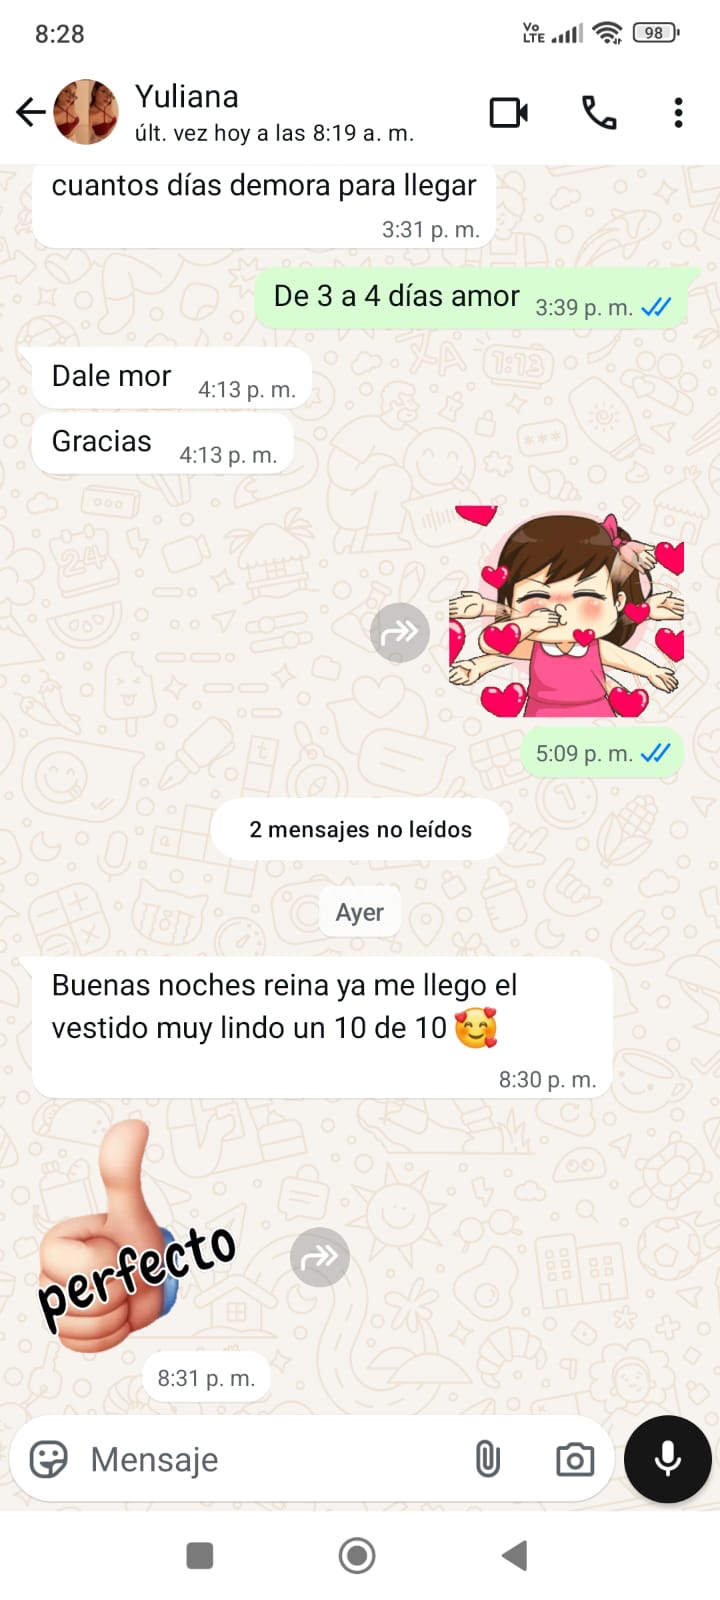 8:28
Vo
LTE
98
Yuliana
últ. vez hoy a las 8:19 a. m.
cuantos días demora para llegar
3:31 p. m.
De 3 a 4 días amor 3:39 p. m.
Dale mor 4:13 p. m.
Gracias 4:13 p. m.
5:09 p. m.
2 mensajes no leídos
Ayer
Buenas noches reina ya me llego el
vestido muy lindo un 10 de 10 🥰
8:30 p. m.
perfecto
8:31 p. m.
Mensaje